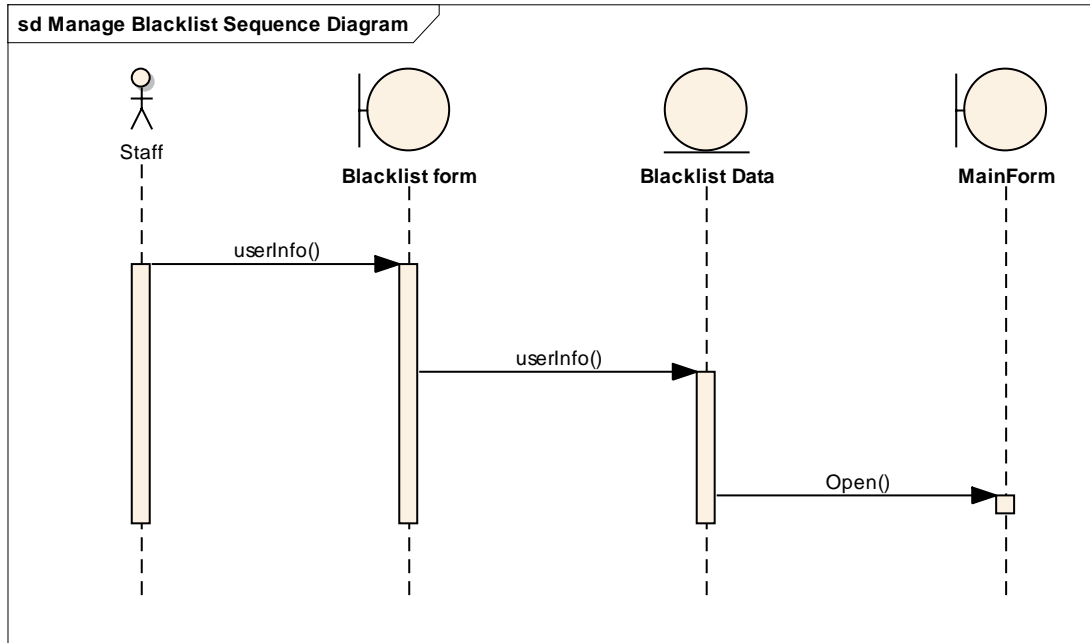 sd Manage Blacklist Sequence Diagram
Staff
Blacklist form
Blacklist Data
MainForm
userInfo()
userInfo()
Open()